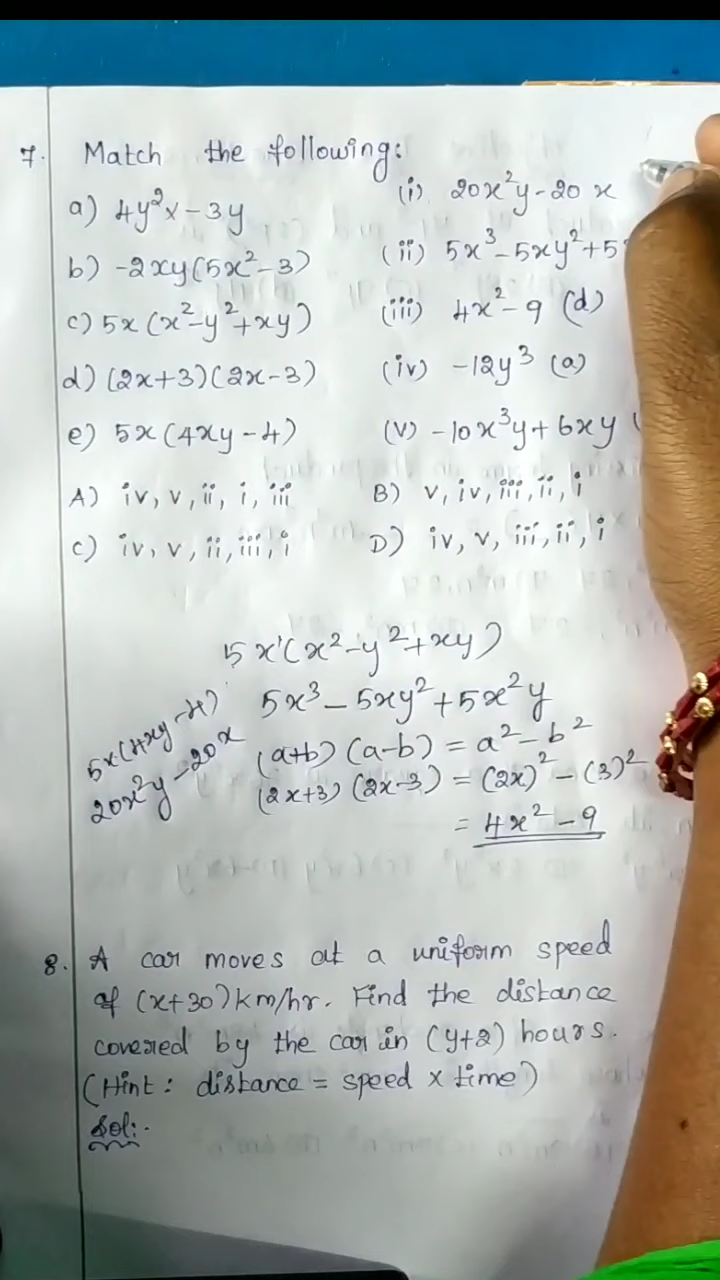 7. Match the following:
a) 4y²x - 3y (i) 20x²y - 20x
b) -2xy(5x² - 3) (ii) 5x³ - 5xy² + 5
c) 5x(x² - y² + xy) (iii) 4x² - 9 (d)
d) (2x+3)(2x-3) (iv) -12y³ (a)
e) 5x(4xy - 4) (V) -10x³y + 6xy (
A) iv, v, ii, i, iii B) v, iv, iii, ii, i
C) iv, v, ii, iii, i D) iv, v, iii, ii, i
5x'(x² - y² + xy)
5x³ - 5xy² + 5x²y
5x(4xy - 4)
20x²y - 20x
(a+b) (a-b) = a² - b²
(2x+3) (2x-3) = (2x)² - (3)²
= 4x² - 9
8. A car moves at a uniform speed
of (x+30) km/hr. Find the distance
covered by the car in (y+2) hours.
(Hint : distance = speed × time)
Sol:-